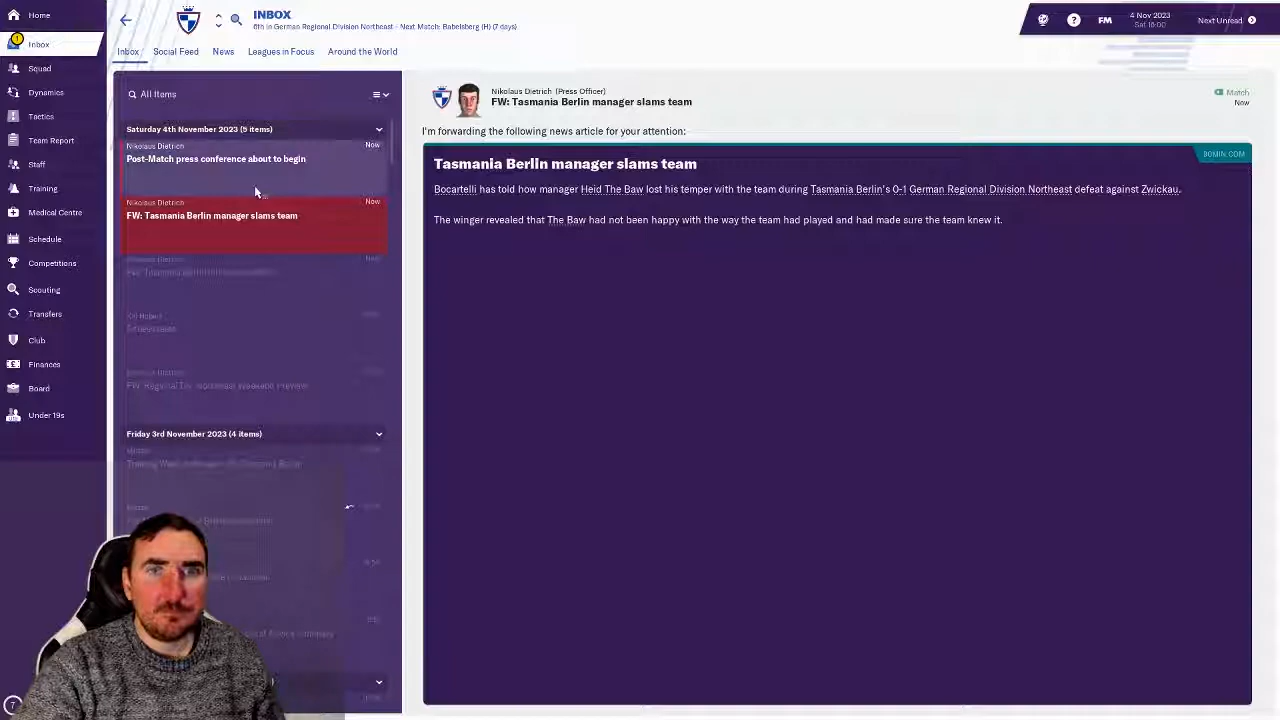 Home
Inbox
1
Squad
Dynamics
Tactics
Team Report
Staff
Training
Medical Centre
Schedule
Competitions
Scouting
Transfers
Club
Finances
Board
Under 19s
INBOX
6th in German Regional Division Northeast - Next Match: Babelsberg (H) (7 days)
?
FM
4 Nov 2023
Sat 16:00
Next Unread
Inbox
Social Feed
News
Leagues in Focus
Around the World
All Items
Saturday 4th November 2023 (5 items)
Nikolaus Dietrich
Now
Post-Match press conference about to begin
Nikolaus Dietrich
Now
FW: Tasmania Berlin manager slams team
Friday 3rd November 2023 (4 items)
Nikolaus Dietrich (Press Officer)
FW: Tasmania Berlin manager slams team
Match
Now
I'm forwarding the following news article for your attention:
90MIN.COM
Tasmania Berlin manager slams team
Bocartelli has told how manager Heid The Baw lost his temper with the team during Tasmania Berlin's 0-1 German Regional Division Northeast defeat against Zwickau.
The winger revealed that The Baw had not been happy with the way the team had played and had made sure the team knew it.